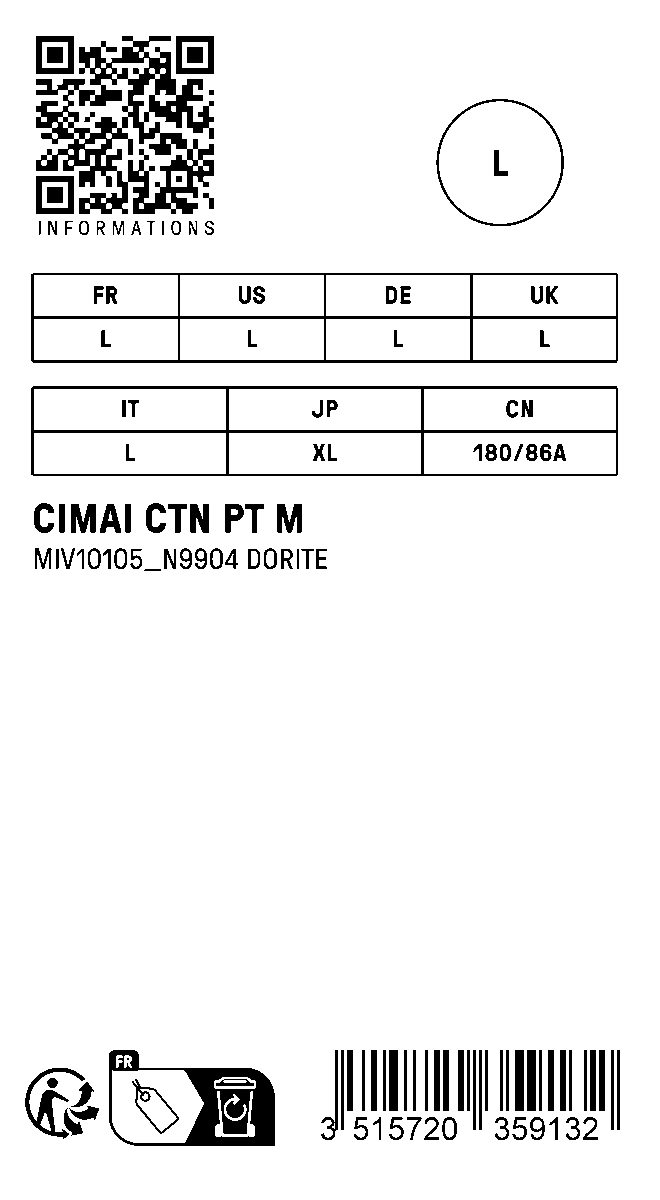 INFORMATIONS
L
FR US DE UK
L L L L
IT JP CN
L XL 180/86A
CIMAI CTN PT M
MIV10105_N9904 DORITE
FR
3 515720 359132